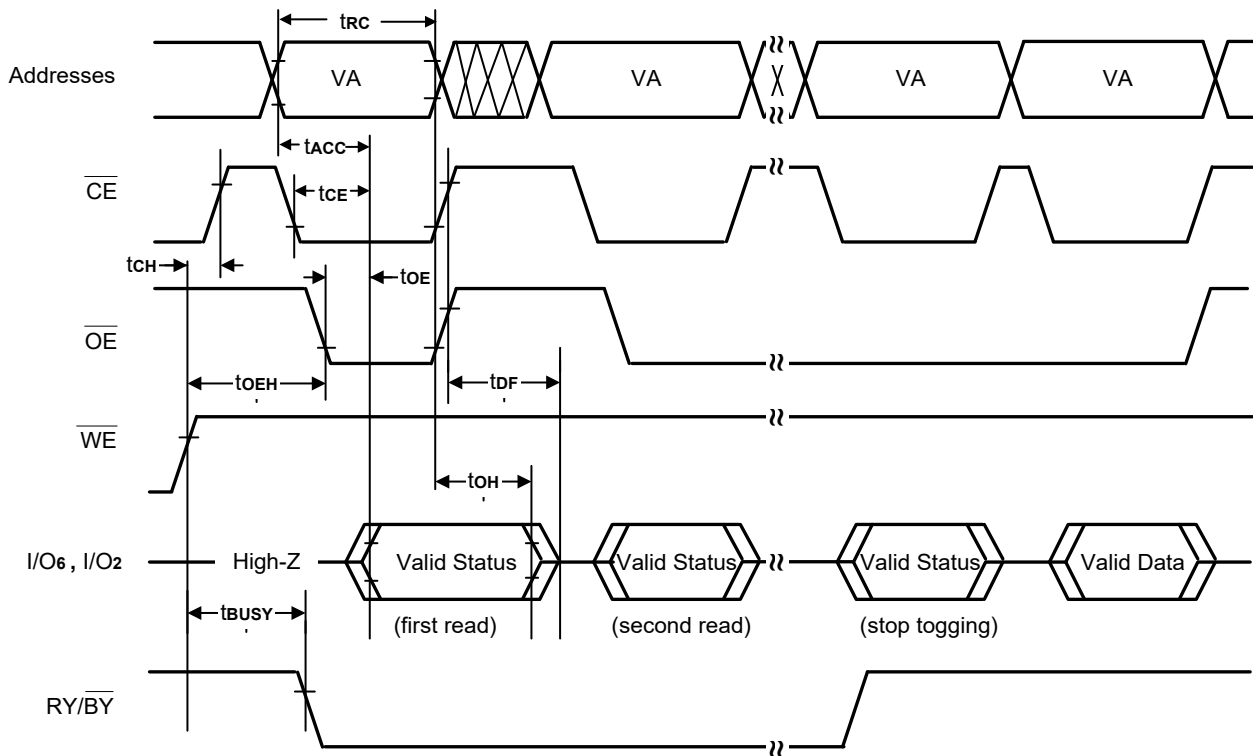 tRC
Addresses
VA
VA
VA
VA
tACC
CE
tCE
tCH
tOE
OE
tOEH
tDF
WE
tOH
I/O6 , I/O2
High-Z
Valid Status
Valid Status
Valid Status
Valid Data
tBUSY
(first read)
(second read)
(stop togging)
RY/BY